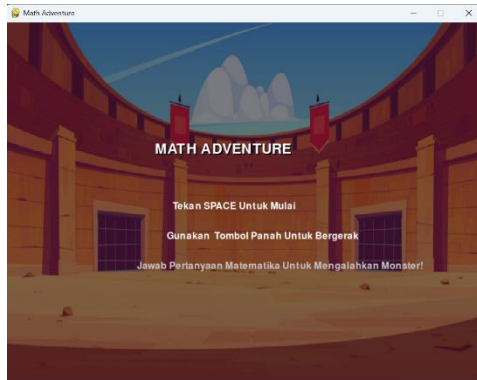 Math Adventure
MATH ADVENTURE
Tekan SPACE Untuk Mulai
Gunakan Tombol Panah Untuk Bergerak
Jawab Pertanyaan Matematika Untuk Mengalahkan Monster!